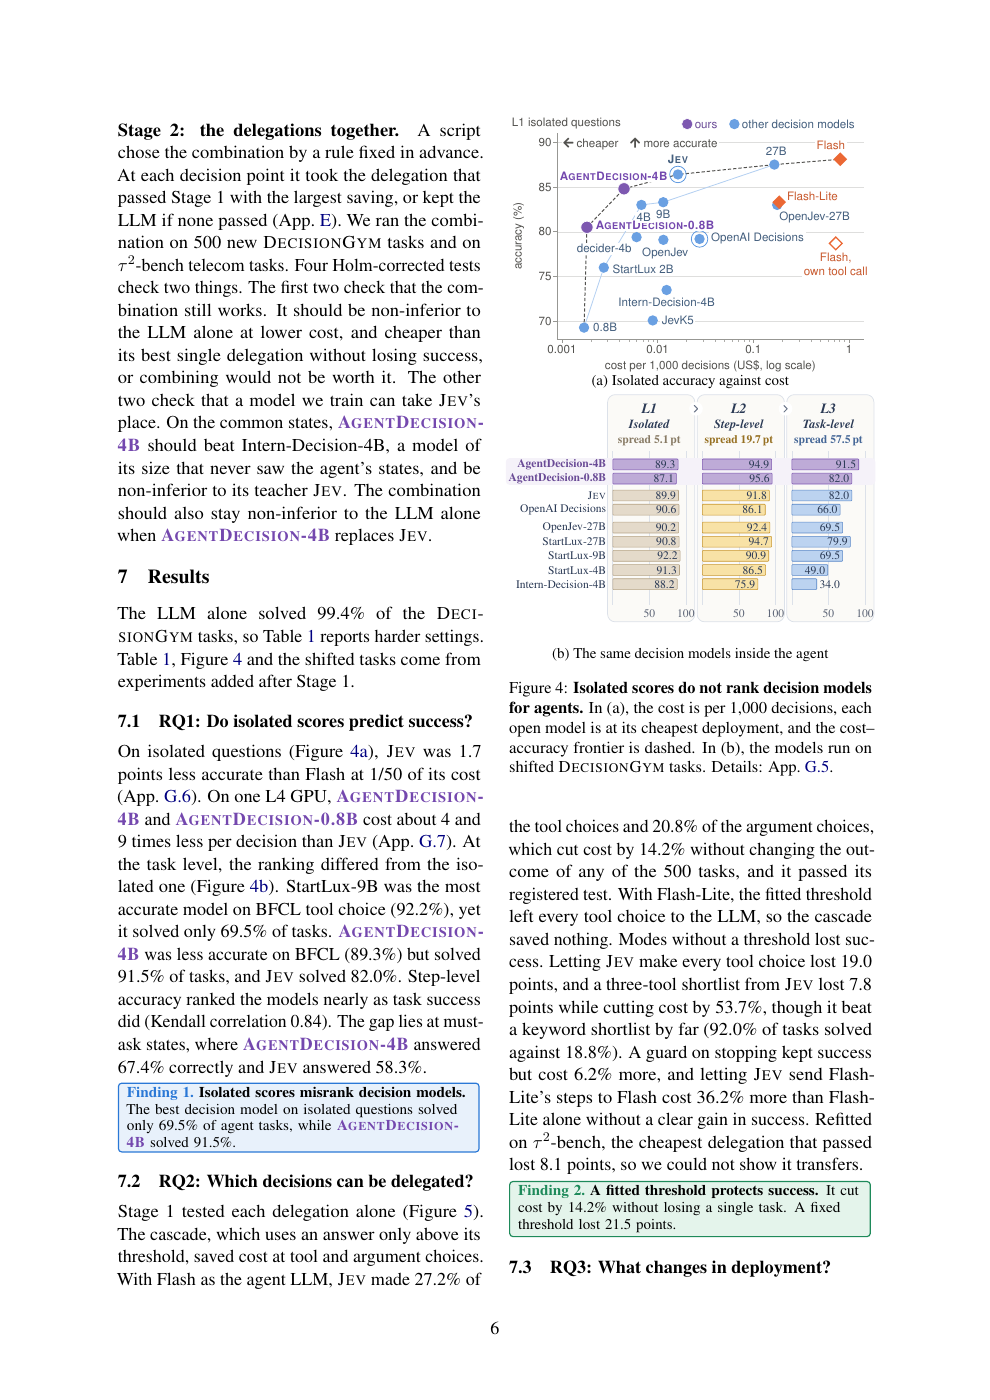 Stage 2: the delegations together. A script
chose the combination by a rule fixed in advance.
At each decision point it took the delegation that
passed Stage 1 with the largest saving, or kept the
LLM if none passed (App. E). We ran the combi-
nation on 500 new DECISIONGYM tasks and on
τ²-bench telecom tasks. Four Holm-corrected tests
check two things. The first two check that the com-
bination still works. It should be non-inferior to
the LLM alone at lower cost, and cheaper than
its best single delegation without losing success,
or combining would not be worth it. The other
two check that a model we train can take JEV's
place. On the common states, AGENTDECISION-
4B should beat Intern-Decision-4B, a model of
its size that never saw the agent's states, and be
non-inferior to its teacher JEV. The combination
should also stay non-inferior to the LLM alone
when AGENTDECISION-4B replaces JEV.
7 Results
The LLM alone solved 99.4% of the DECI-
SIONGYM tasks, so Table 1 reports harder settings.
Table 1, Figure 4 and the shifted tasks come from
experiments added after Stage 1.
7.1 RQ1: Do isolated scores predict success?
On isolated questions (Figure 4a), JEV was 1.7
points less accurate than Flash at 1/50 of its cost
(App. G.6). On one L4 GPU, AGENTDECISION-
4B and AGENTDECISION-0.8B cost about 4 and
9 times less per decision than JEV (App. G.7). At
the task level, the ranking differed from the iso-
lated one (Figure 4b). StartLux-9B was the most
accurate model on BFCL tool choice (92.2%), yet
it solved only 69.5% of tasks. AGENTDECISION-
4B was less accurate on BFCL (89.3%) but solved
91.5% of tasks, and JEV solved 82.0%. Step-level
accuracy ranked the models nearly as task success
did (Kendall correlation 0.84). The gap lies at must-
ask states, where AGENTDECISION-4B answered
67.4% correctly and JEV answered 58.3%.
Finding 1. Isolated scores misrank decision models.
The best decision model on isolated questions solved
only 69.5% of agent tasks, while AGENTDECISION-
4B solved 91.5%.
7.2 RQ2: Which decisions can be delegated?
Stage 1 tested each delegation alone (Figure 5).
The cascade, which uses an answer only above its
threshold, saved cost at tool and argument choices.
With Flash as the agent LLM, JEV made 27.2% of
L1 isolated questions
ours
other decision models
← cheaper ↑ more accurate
accuracy (%)
90
85
80
75
70
JEV
27B
Flash
AGENTDECISION-4B
Flash-Lite
4B 9B
OpenJev-27B
AGENTDECISION-0.8B
decider-4b
OpenJev
OpenAI Decisions
Flash,
own tool call
StartLux 2B
Intern-Decision-4B
0.8B
JevK5
0.001 0.01 0.1 1
cost per 1,000 decisions (US$, log scale)
(a) Isolated accuracy against cost
L1 › L2 › L3
Isolated Step-level Task-level
spread 5.1 pt spread 19.7 pt spread 57.5 pt
AgentDecision-4B 89.3 94.9 91.5
AgentDecision-0.8B 87.1 95.6 82.0
JEV 89.9 91.8 82.0
OpenAI Decisions 90.6 86.1 66.0
OpenJev-27B 90.2 92.4 69.5
StartLux-27B 90.8 94.7 79.9
StartLux-9B 92.2 90.9 69.5
StartLux-4B 91.3 86.5 49.0
Intern-Decision-4B 88.2 75.9 34.0
50 100 50 100 50 100
(b) The same decision models inside the agent
Figure 4: Isolated scores do not rank decision models
for agents. In (a), the cost is per 1,000 decisions, each
open model is at its cheapest deployment, and the cost–
accuracy frontier is dashed. In (b), the models run on
shifted DECISIONGYM tasks. Details: App. G.5.
the tool choices and 20.8% of the argument choices,
which cut cost by 14.2% without changing the out-
come of any of the 500 tasks, and it passed its
registered test. With Flash-Lite, the fitted threshold
left every tool choice to the LLM, so the cascade
saved nothing. Modes without a threshold lost suc-
cess. Letting JEV make every tool choice lost 19.0
points, and a three-tool shortlist from JEV lost 7.8
points while cutting cost by 53.7%, though it beat
a keyword shortlist by far (92.0% of tasks solved
against 18.8%). A guard on stopping kept success
but cost 6.2% more, and letting JEV send Flash-
Lite's steps to Flash cost 36.2% more than Flash-
Lite alone without a clear gain in success. Refitted
on τ²-bench, the cheapest delegation that passed
lost 8.1 points, so we could not show it transfers.
Finding 2. A fitted threshold protects success. It cut
cost by 14.2% without losing a single task. A fixed
threshold lost 21.5 points.
7.3 RQ3: What changes in deployment?
6